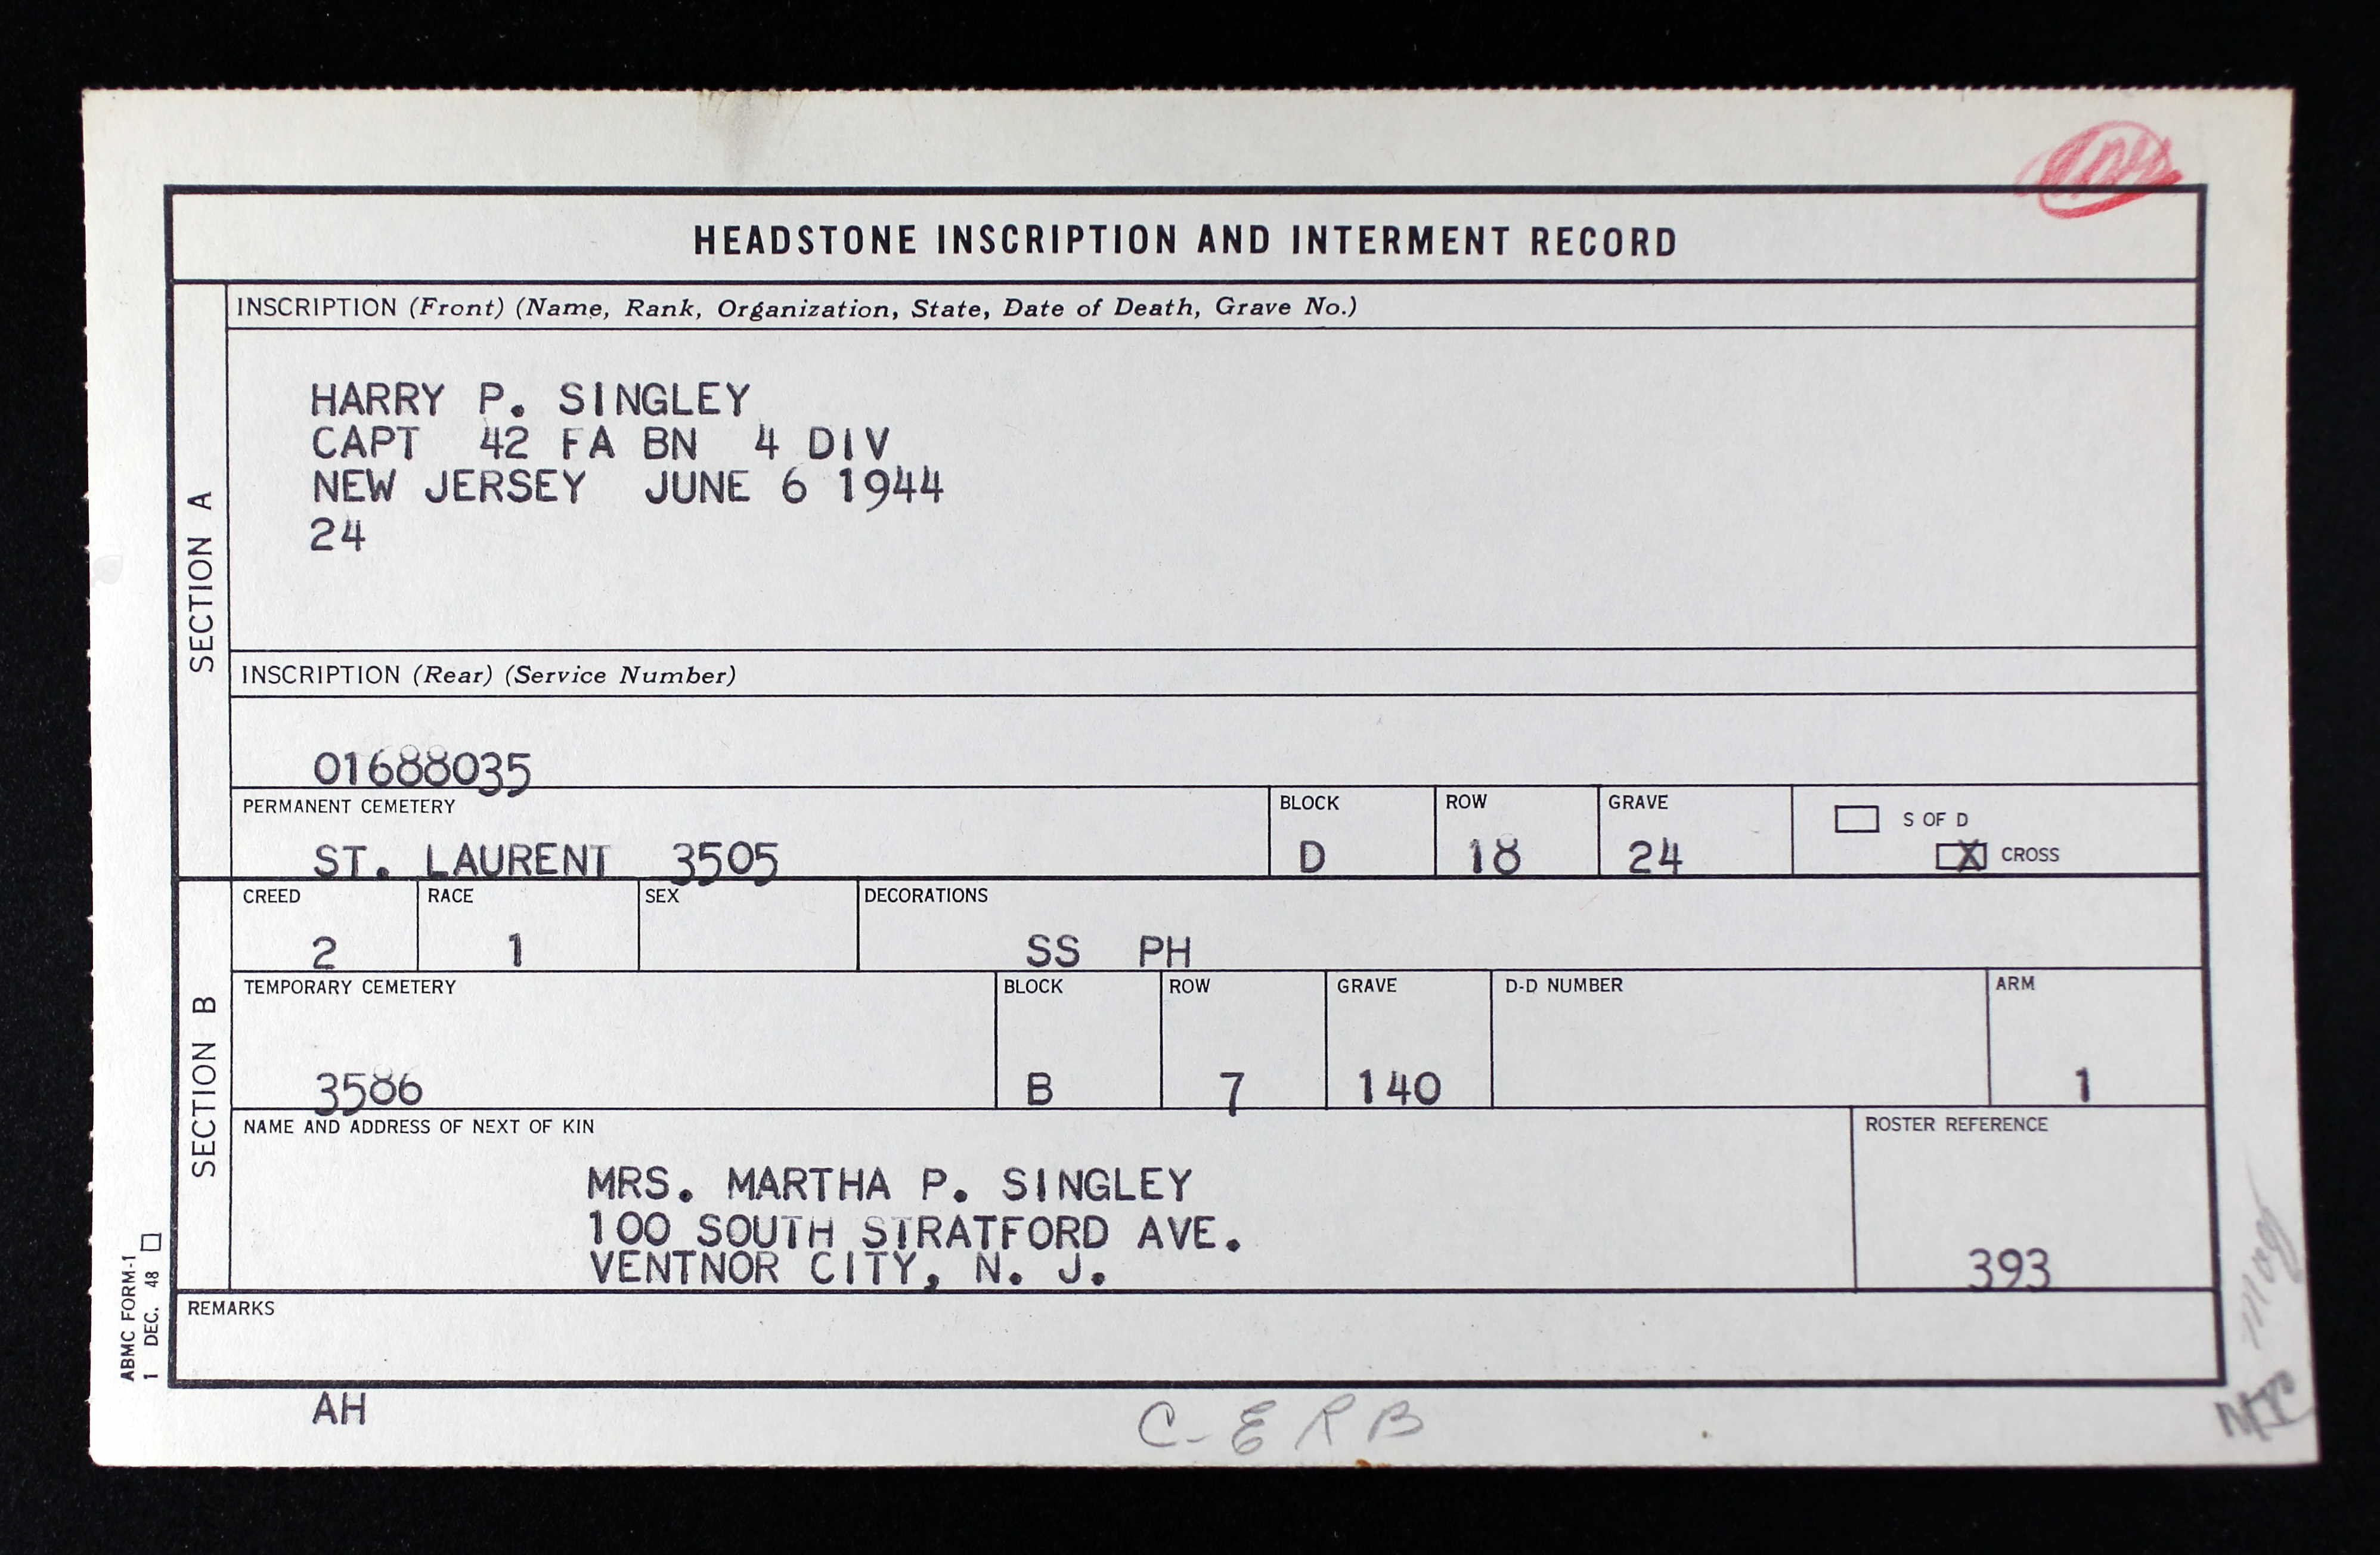 HEADSTONE INSCRIPTION AND INTERMENT RECORD
SECTION A
INSCRIPTION (Front) (Name, Rank, Organization, State, Date of Death, Grave No.)
HARRY P. SINGLEY
CAPT 42 FA BN 4 DIV
NEW JERSEY JUNE 6 1944
24
INSCRIPTION (Rear) (Service Number)
01688035
PERMANENT CEMETERY BLOCK ROW GRAVE
ST. LAURENT 3505 D 18 24
S OF D
X CROSS
SECTION B
CREED RACE SEX DECORATIONS
2 1 SS PH
TEMPORARY CEMETERY BLOCK ROW GRAVE D-D NUMBER ARM
3586 B 7 140 1
NAME AND ADDRESS OF NEXT OF KIN ROSTER REFERENCE
MRS. MARTHA P. SINGLEY
100 SOUTH STRATFORD AVE.
VENTNOR CITY, N. J.
393
REMARKS
ABMC FORM-1
1 DEC. 48
AH
C-ERB